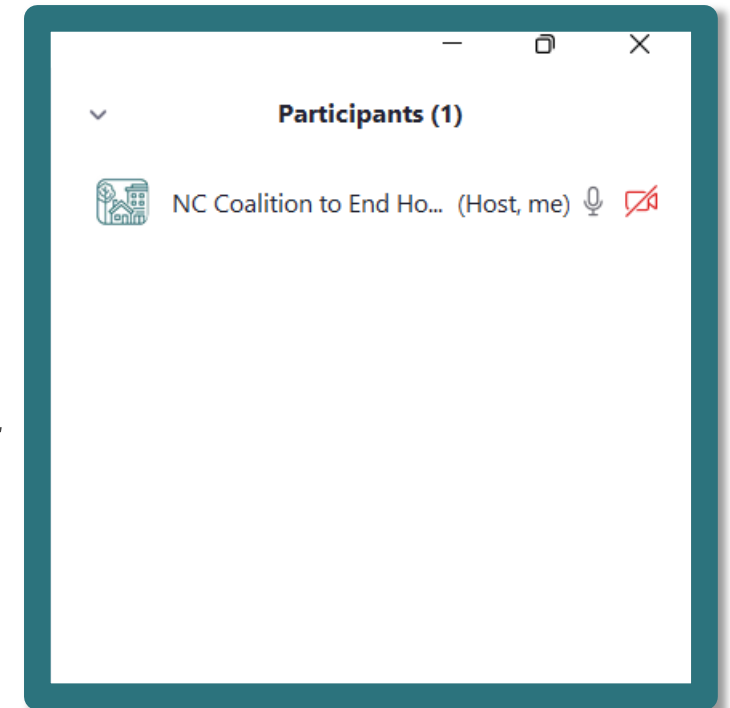 Participants (1)
NC Coalition to End Ho... (Host, me)